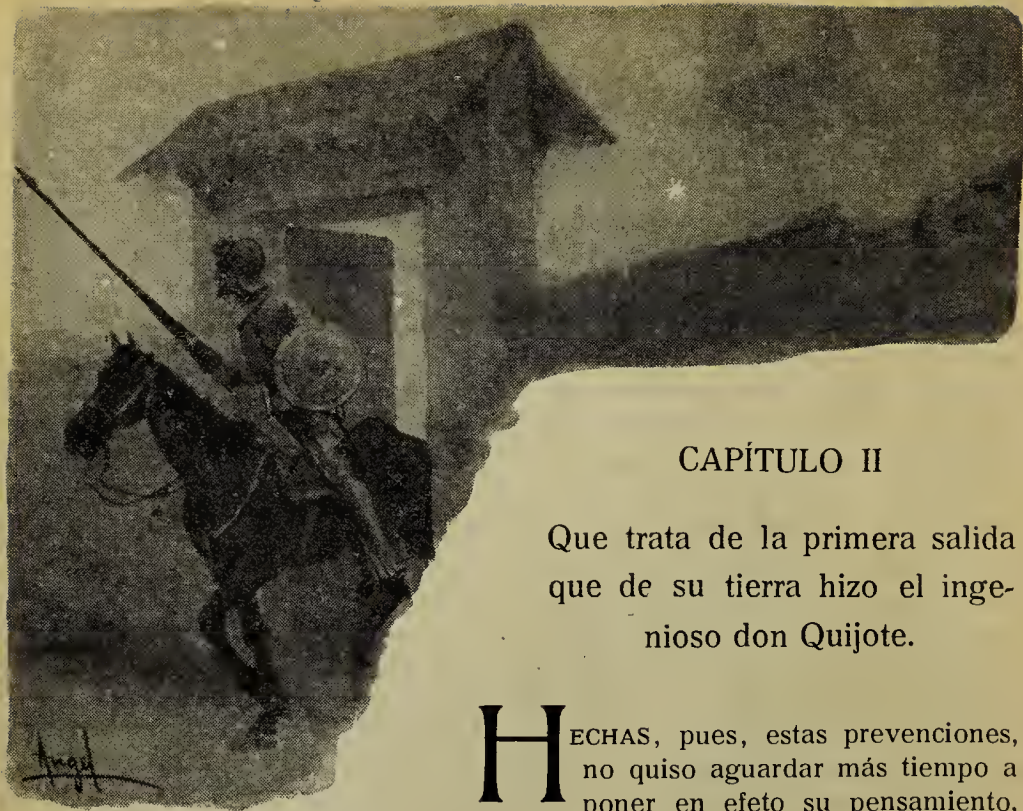 Angel
CAPÍTULO II
Que trata de la primera salida
que de su tierra hizo el inge-
nioso don Quijote.
HECHAS, pues, estas prevenciones,
no quiso aguardar más tiempo a
poner en efeto su pensamiento,